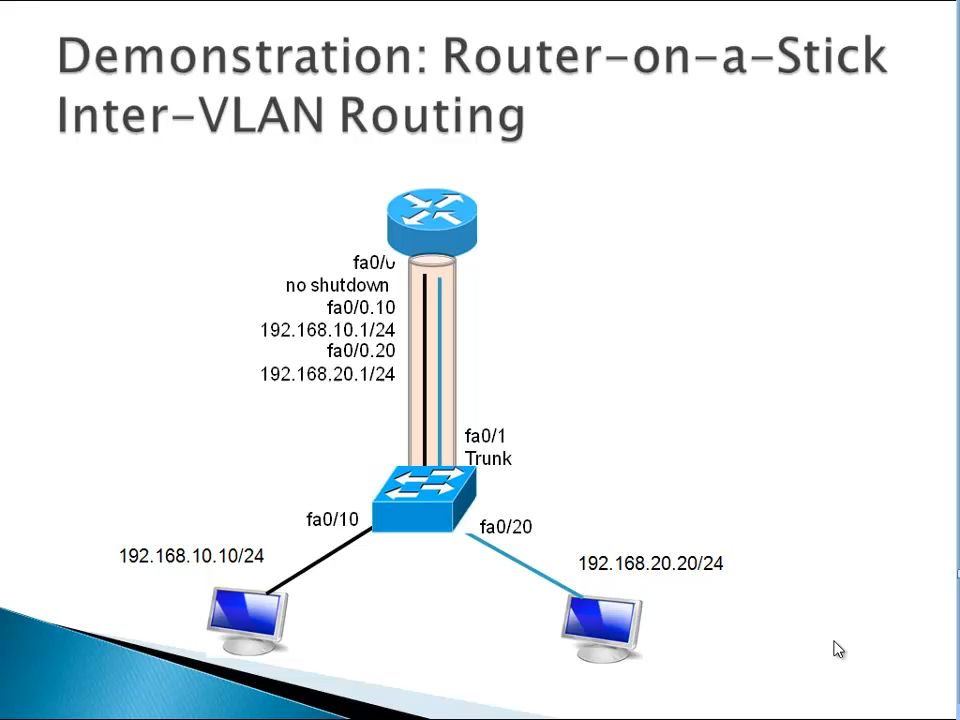 Demonstration: Router-on-a-Stick
Inter-VLAN Routing
fa0/0
no shutdown
fa0/0.10
192.168.10.1/24
fa0/0.20
192.168.20.1/24
fa0/1
Trunk
fa0/10
fa0/20
192.168.10.10/24
192.168.20.20/24